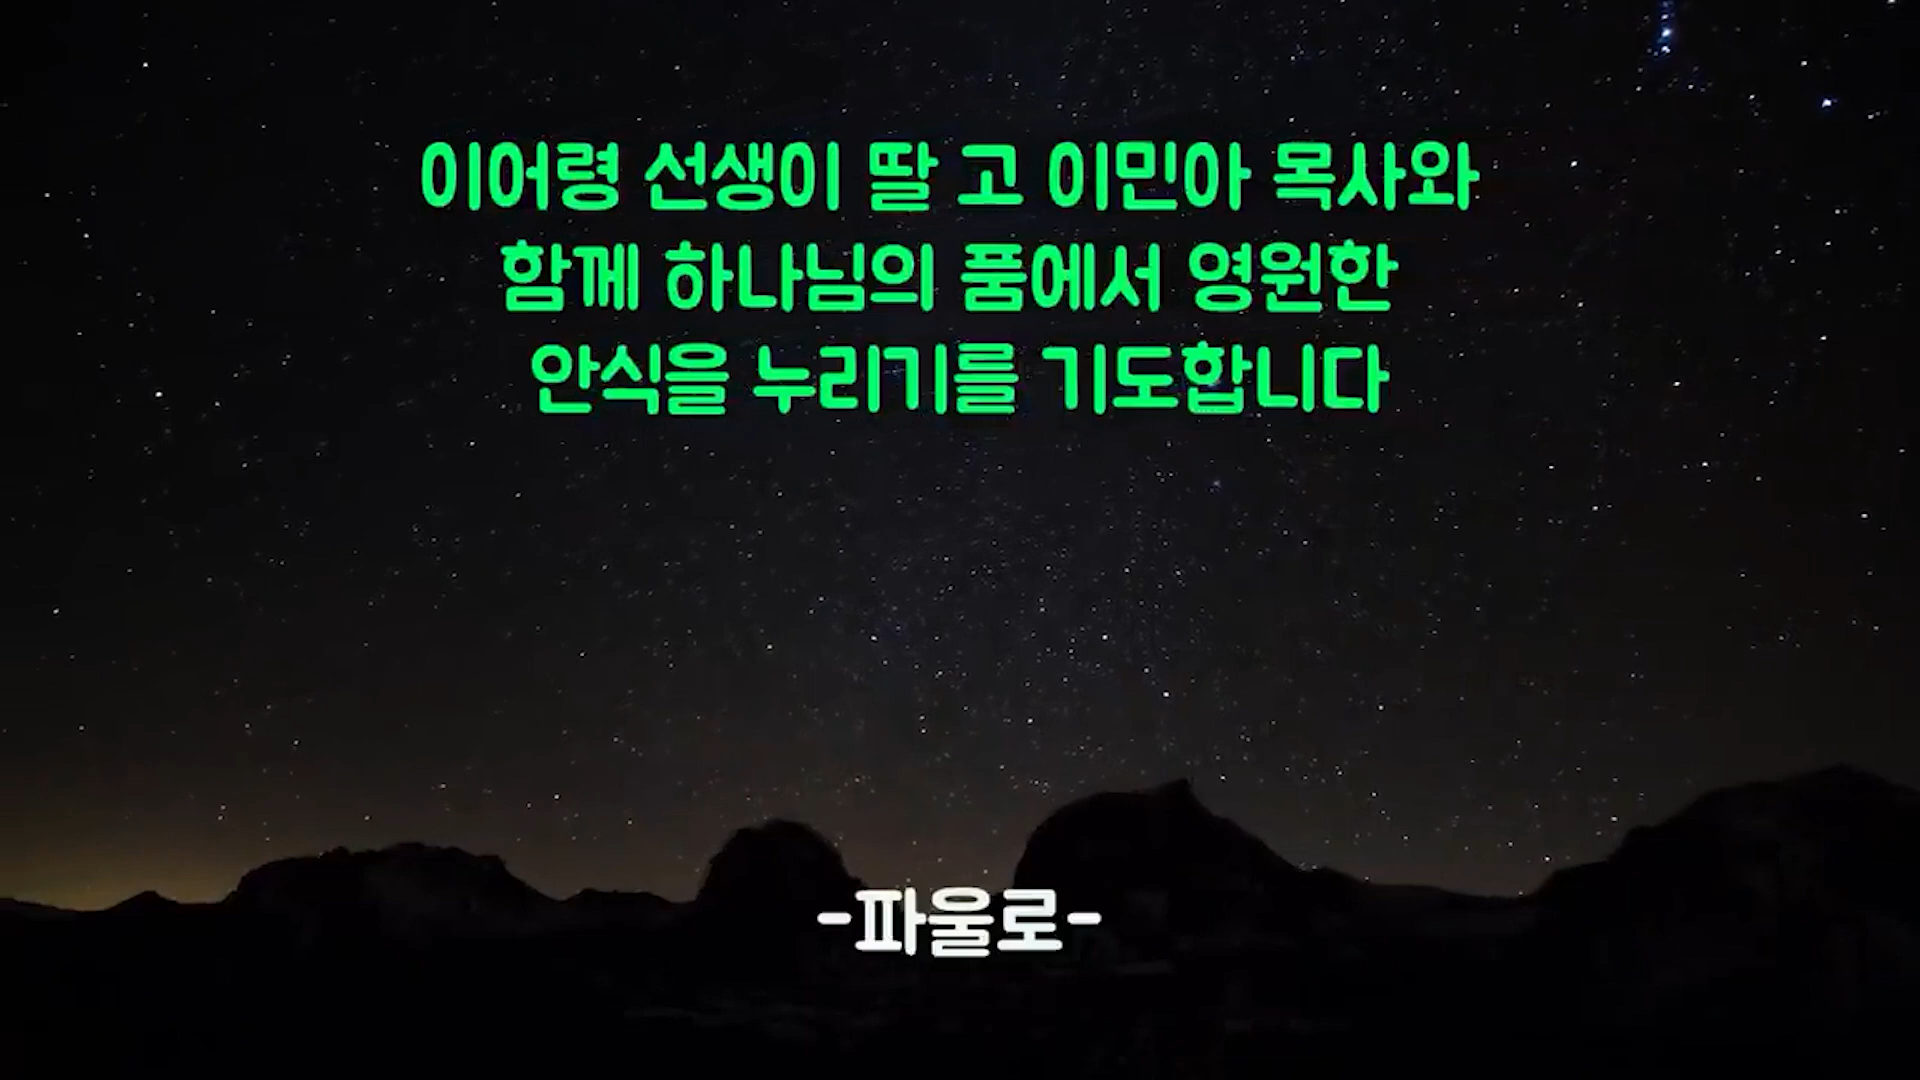 이어령 선생이 딸 고 이민아 목사와
함께 하나님의 품에서 영원한
안식을 누리기를 기도합니다
-파울로-